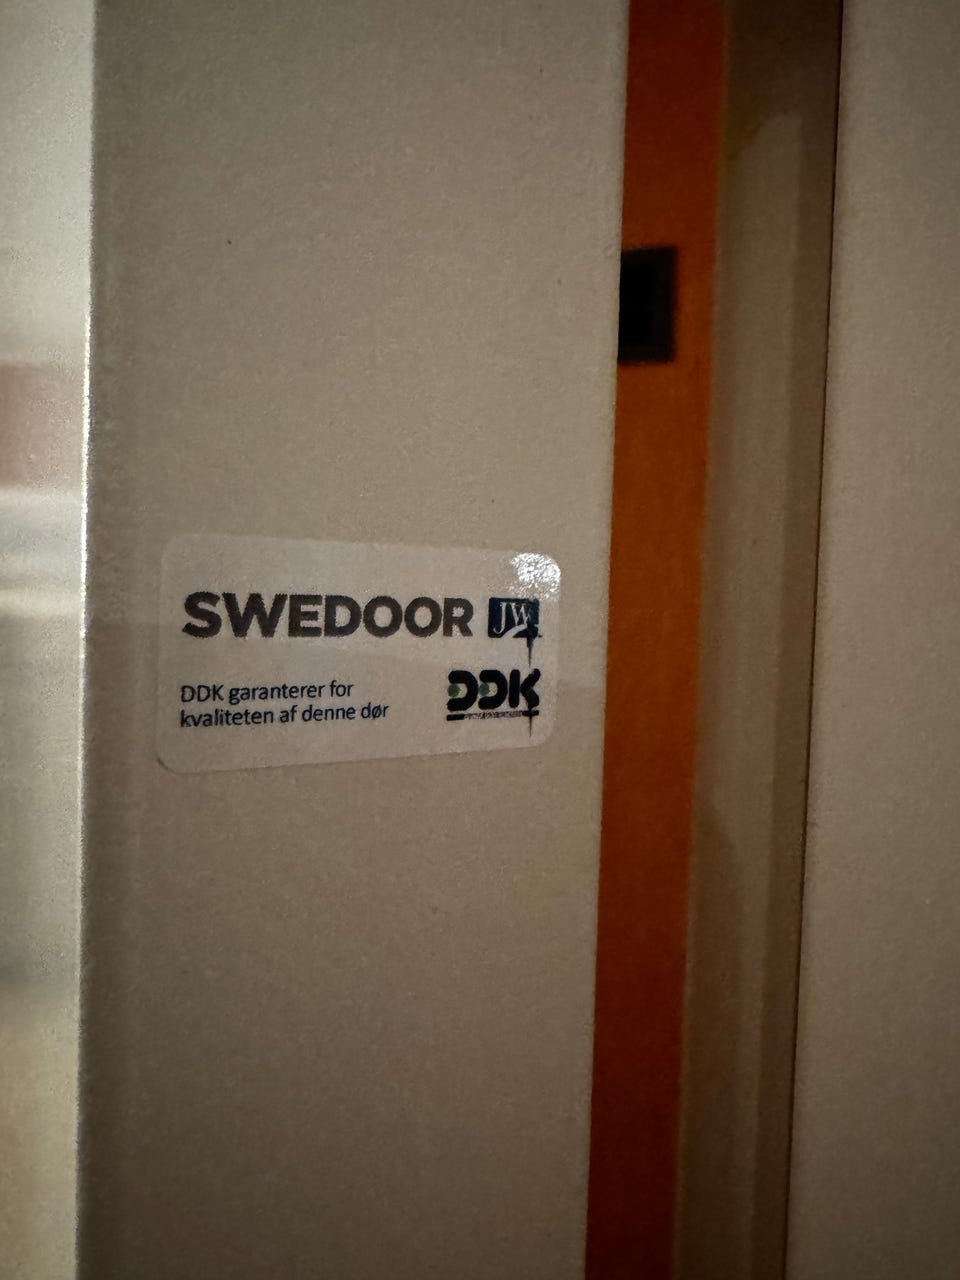 SWEDOOR JW
DDK garanterer for
kvaliteten af denne dør
DDK